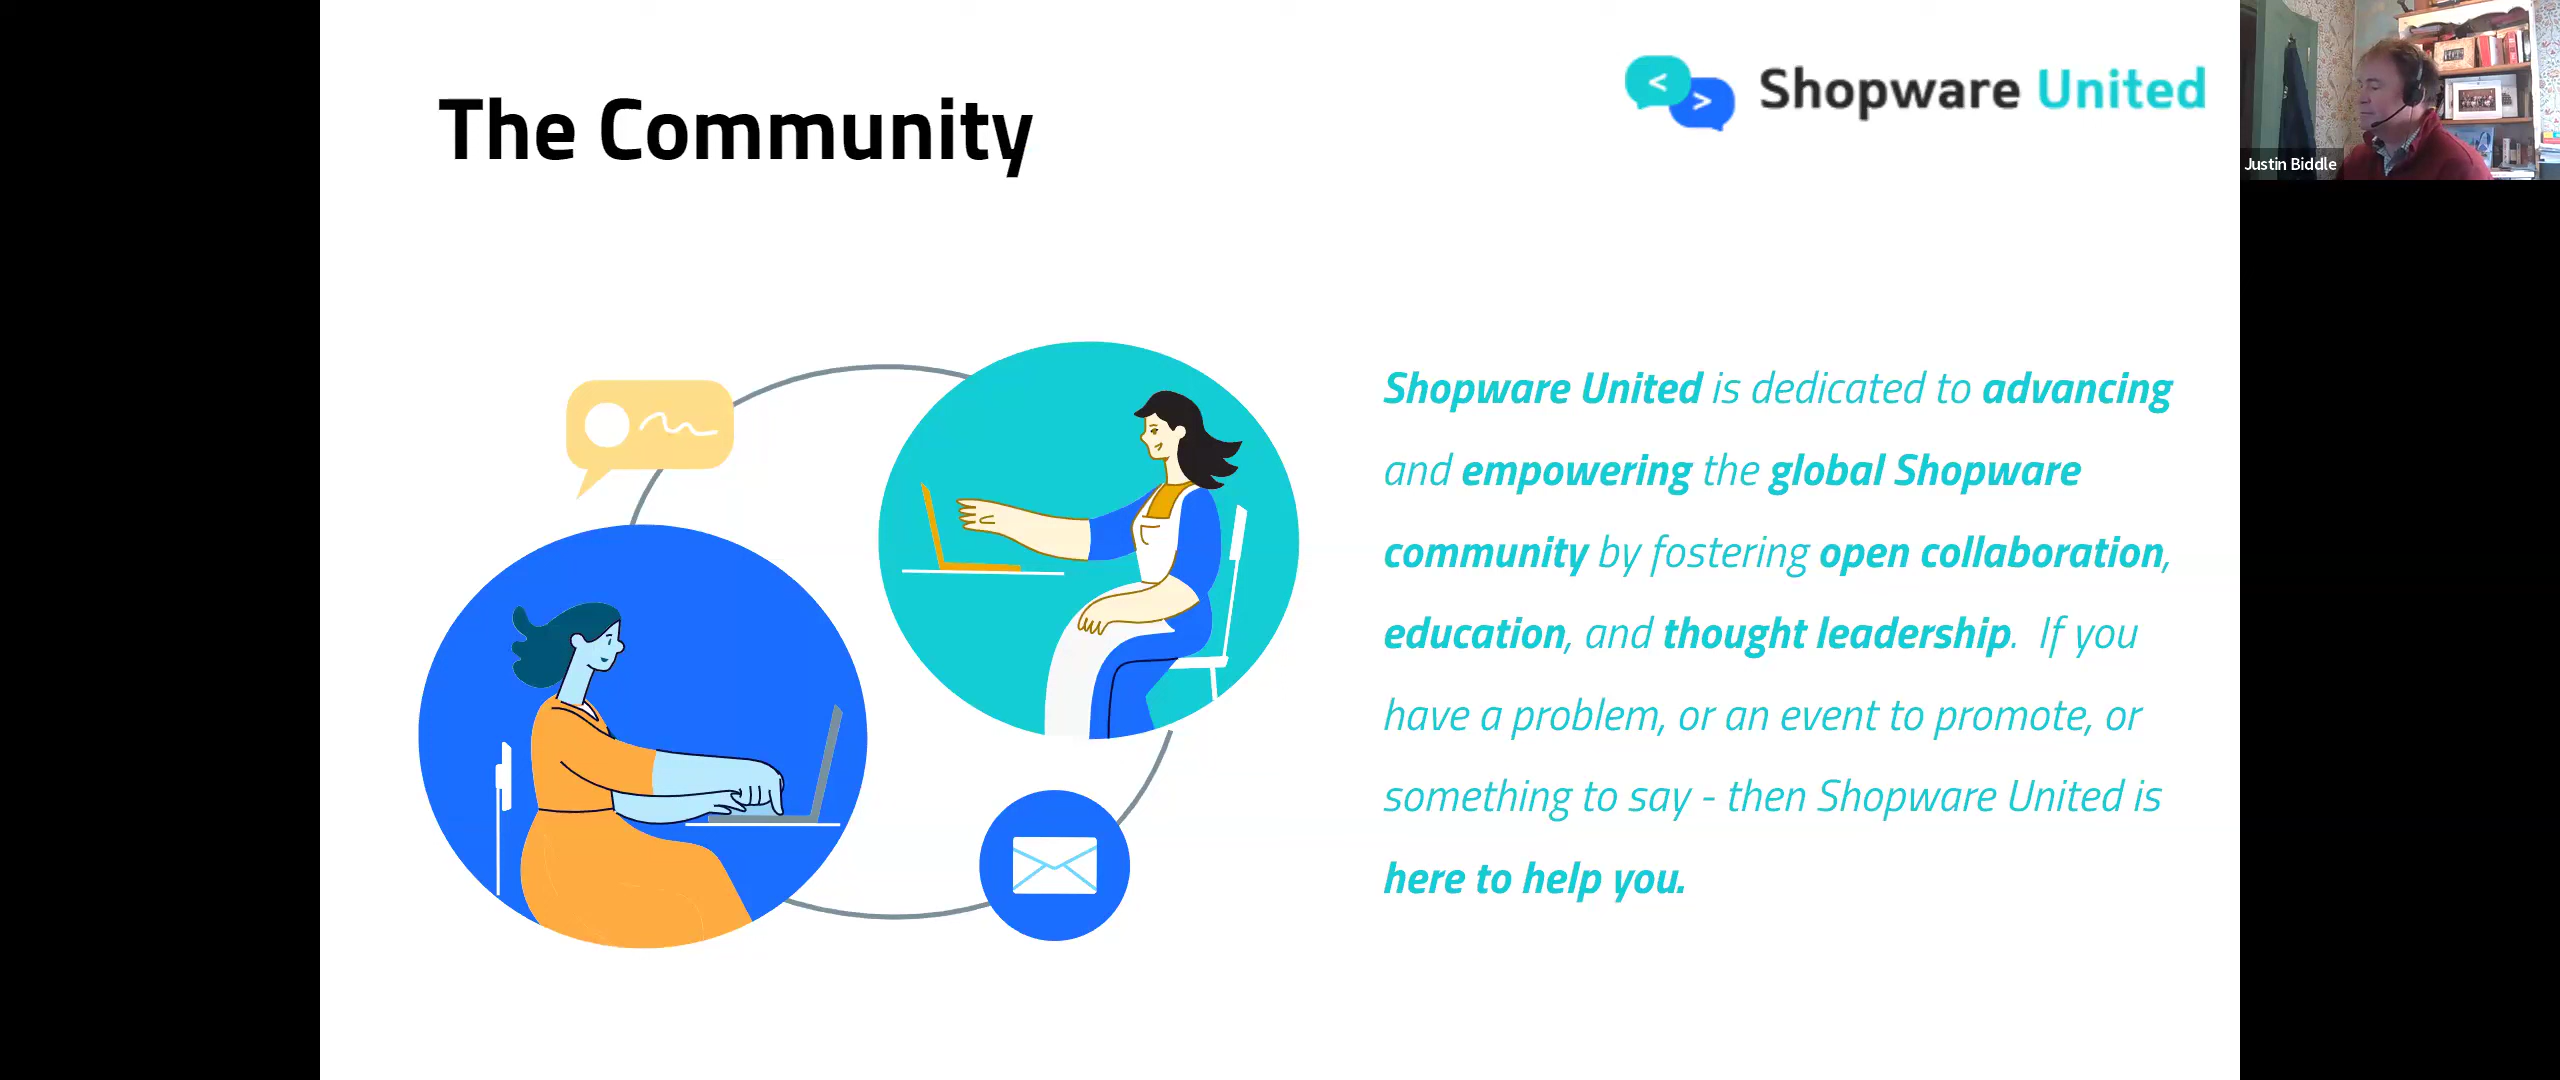 The Community
< > Shopware United
Justin Biddle
Shopware United is dedicated to advancing
and empowering the global Shopware
community by fostering open collaboration,
education, and thought leadership. If you
have a problem, or an event to promote, or
something to say - then Shopware United is
here to help you.